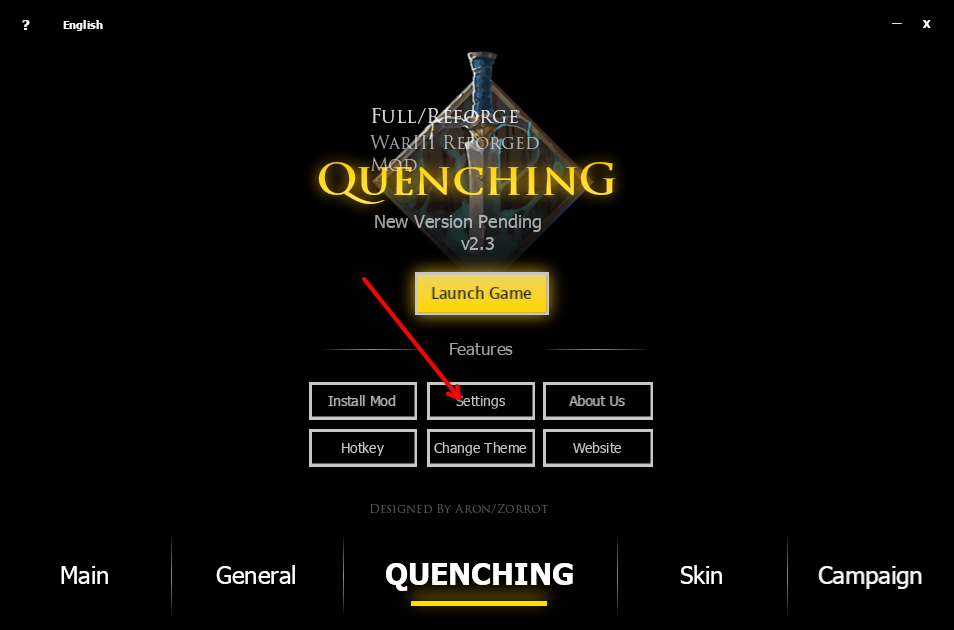 ? English — X
Full/Reforge
WarIII Reforged
Mod
Quenching
New Version Pending
v2.3
Launch Game
Features
Install Mod Settings About Us
Hotkey Change Theme Website
Designed By Aron/Zorrot
Main General QUENCHING Skin Campaign